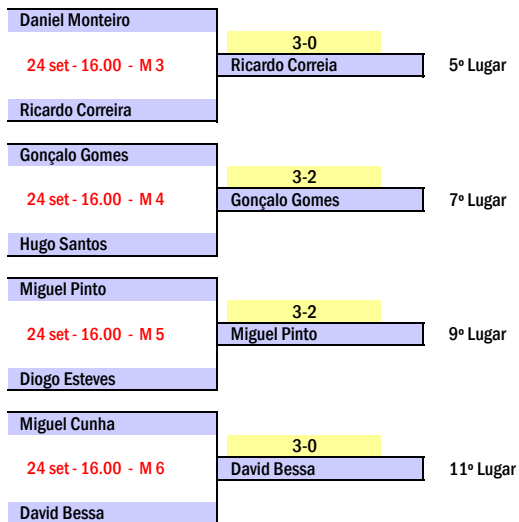 Daniel Monteiro
3-0
24 set - 16.00 - M 3
Ricardo Correia
5º Lugar
Ricardo Correira
Gonçalo Gomes
3-2
24 set - 16.00 - M 4
Gonçalo Gomes
7º Lugar
Hugo Santos
Miguel Pinto
3-2
24 set - 16.00 - M 5
Miguel Pinto
9º Lugar
Diogo Esteves
Miguel Cunha
3-0
24 set - 16.00 - M 6
David Bessa
11º Lugar
David Bessa